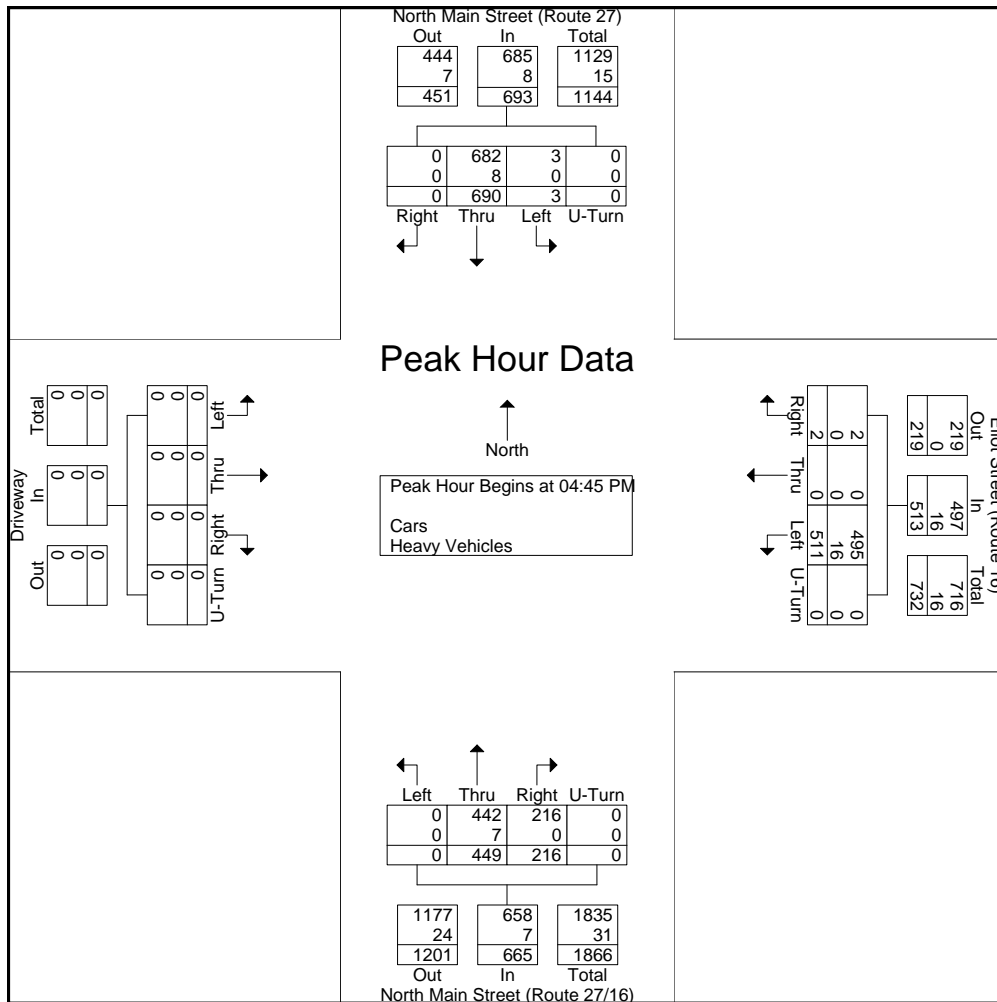 North Main Street (Route 27)
Out In Total
444 685 1129
7 8 15
451 693 1144
0 682 3 0
0 8 0 0
0 690 3 0
Right Thru Left U-Turn
Peak Hour Data
North
Peak Hour Begins at 04:45 PM
Cars
Heavy Vehicles
Driveway
Out In Total
0 0 0
0 0 0
0 0 0
U-Turn Right Thru Left
0 0 0 0
0 0 0 0
0 0 0 0
Eliot Street (Route 16)
Out In Total
219 497 716
0 16 16
219 513 732
2 0 495 0
0 0 16 0
2 0 511 0
Right Thru Left U-Turn
Left Thru Right U-Turn
0 442 216 0
0 7 0 0
0 449 216 0
1177 658 1835
24 7 31
1201 665 1866
Out In Total
North Main Street (Route 27/16)